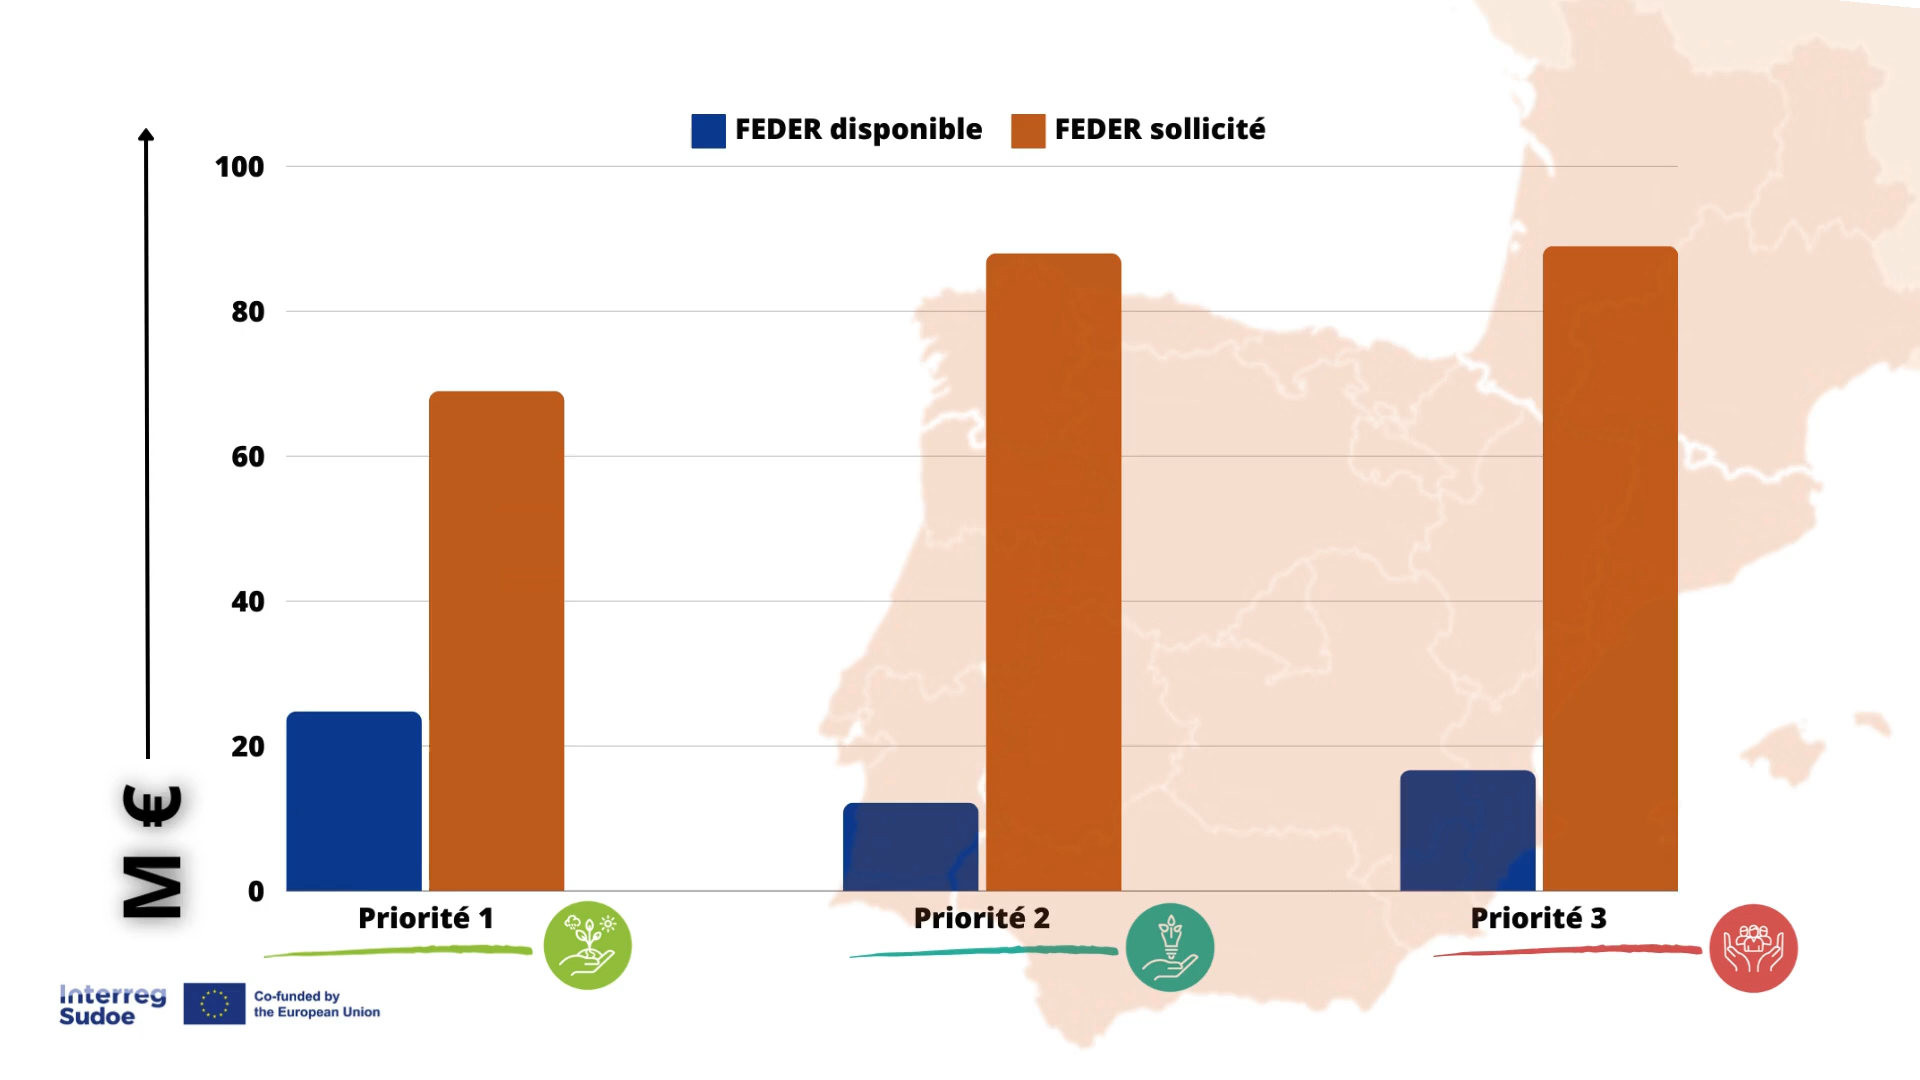 FEDER disponible FEDER sollicité
100
80
60
40
20
0
M €
Priorité 1 Priorité 2 Priorité 3
Interreg
Sudoe
Co-funded by
the European Union